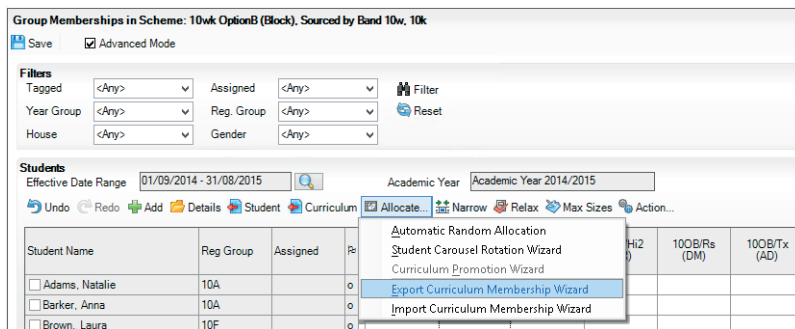 Group Memberships in Scheme: 10wk OptionB (Block), Sourced by Band 10w, 10k
Save Advanced Mode
Filters
Tagged <Any> Assigned <Any> Filter
Year Group <Any> Reg. Group <Any> Reset
House <Any> Gender <Any>
Students
Effective Date Range 01/09/2014 - 31/08/2015 Academic Year Academic Year 2014/2015
Undo Redo Add Details Student Curriculum Allocate... Narrow Relax Max Sizes Action...
Automatic Random Allocation
Student Carousel Rotation Wizard
Curriculum Promotion Wizard
Export Curriculum Membership Wizard
Import Curriculum Membership Wizard
Student Name Reg Group Assigned /Hi2 10OB/Rs (DM) 10OB/Tx (AD)
Adams, Natalie 10A o
Barker, Anna 10A o
Brown, Laura 10F o